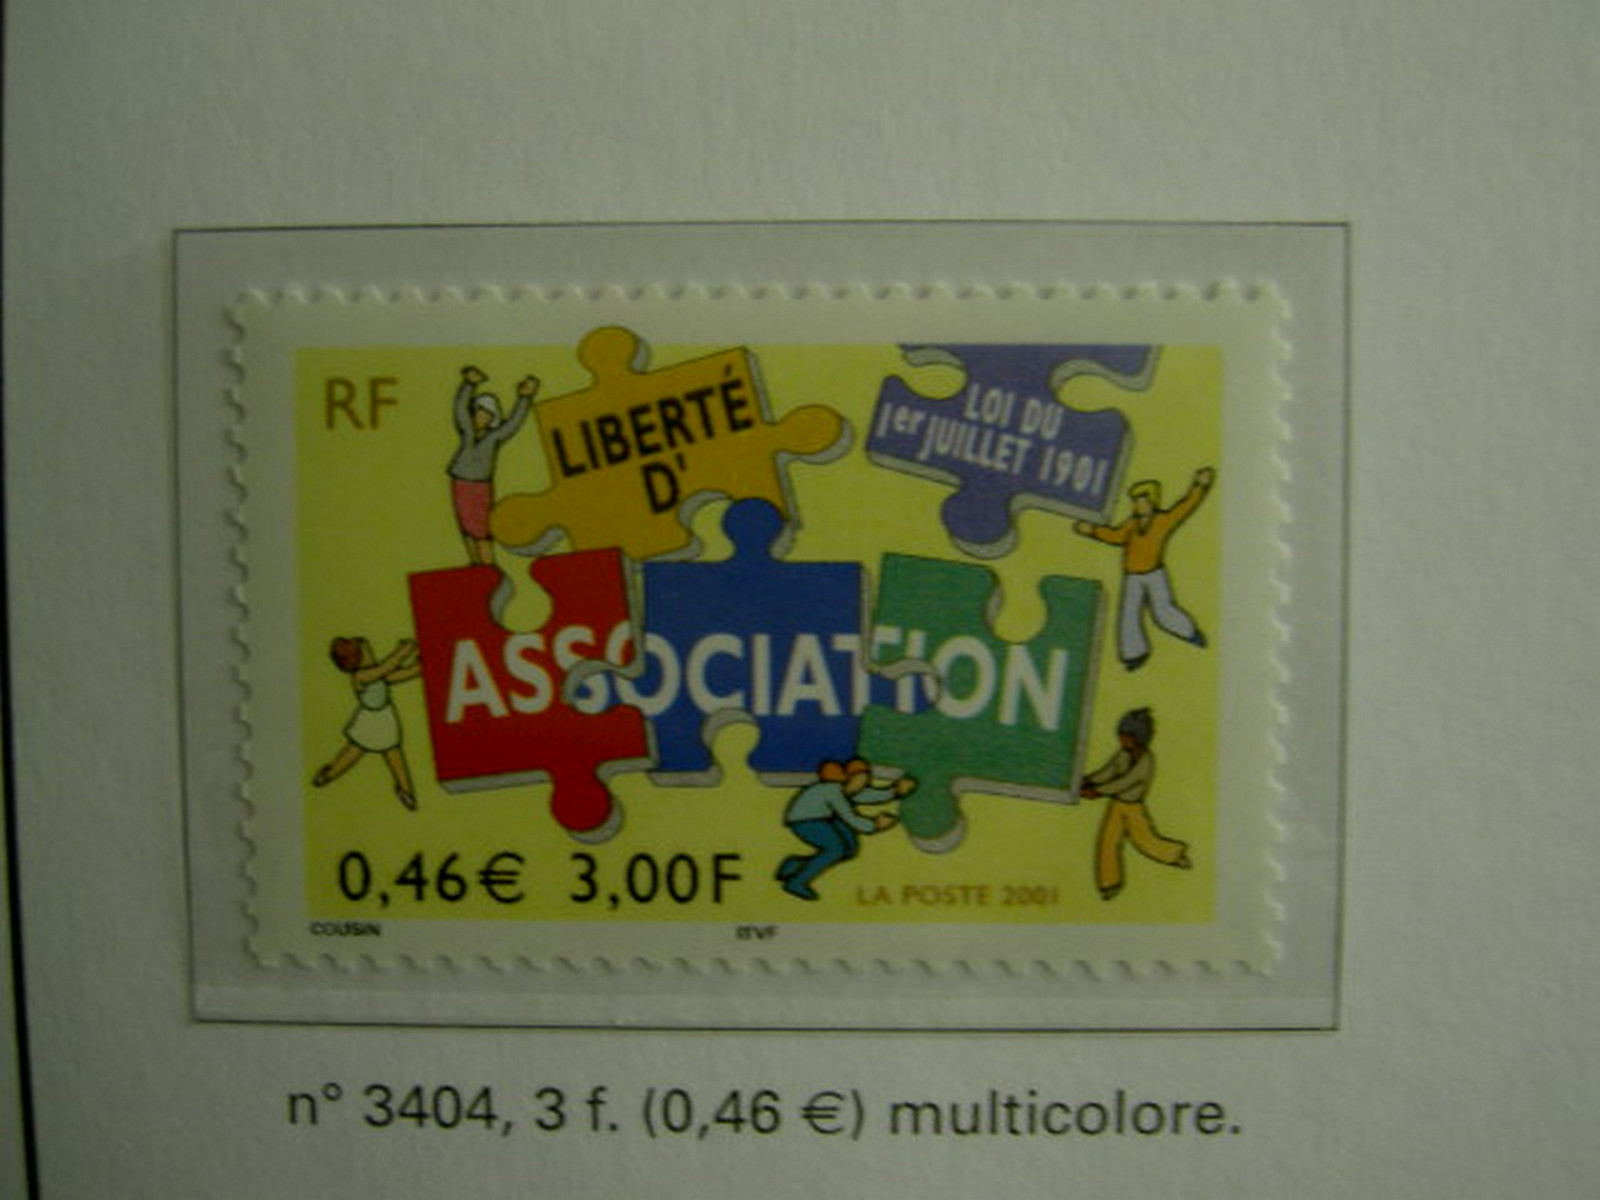 RF
LIBERTÉ
D'
LOI DU
1er JUILLET 1901
ASSOCIATION
0,46€ 3,00F
LA POSTE 2001
COUSIN
ITVF
n° 3404, 3 f. (0,46 €) multicolore.